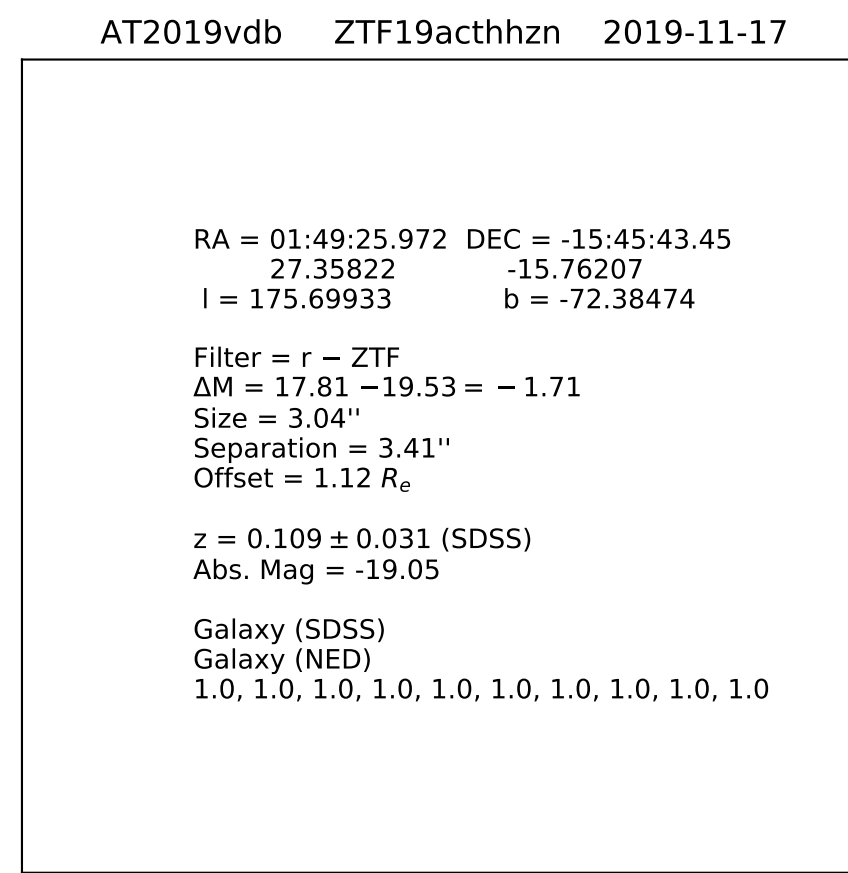 AT2019vdb ZTF19acthhzn 2019-11-17
RA = 01:49:25.972 DEC = -15:45:43.45
27.35822 -15.76207
l = 175.69933 b = -72.38474
Filter = r − ZTF
ΔM = 17.81 −19.53 = − 1.71
Size = 3.04''
Separation = 3.41''
Offset = 1.12 Re
z = 0.109 ± 0.031 (SDSS)
Abs. Mag = -19.05
Galaxy (SDSS)
Galaxy (NED)
1.0, 1.0, 1.0, 1.0, 1.0, 1.0, 1.0, 1.0, 1.0, 1.0